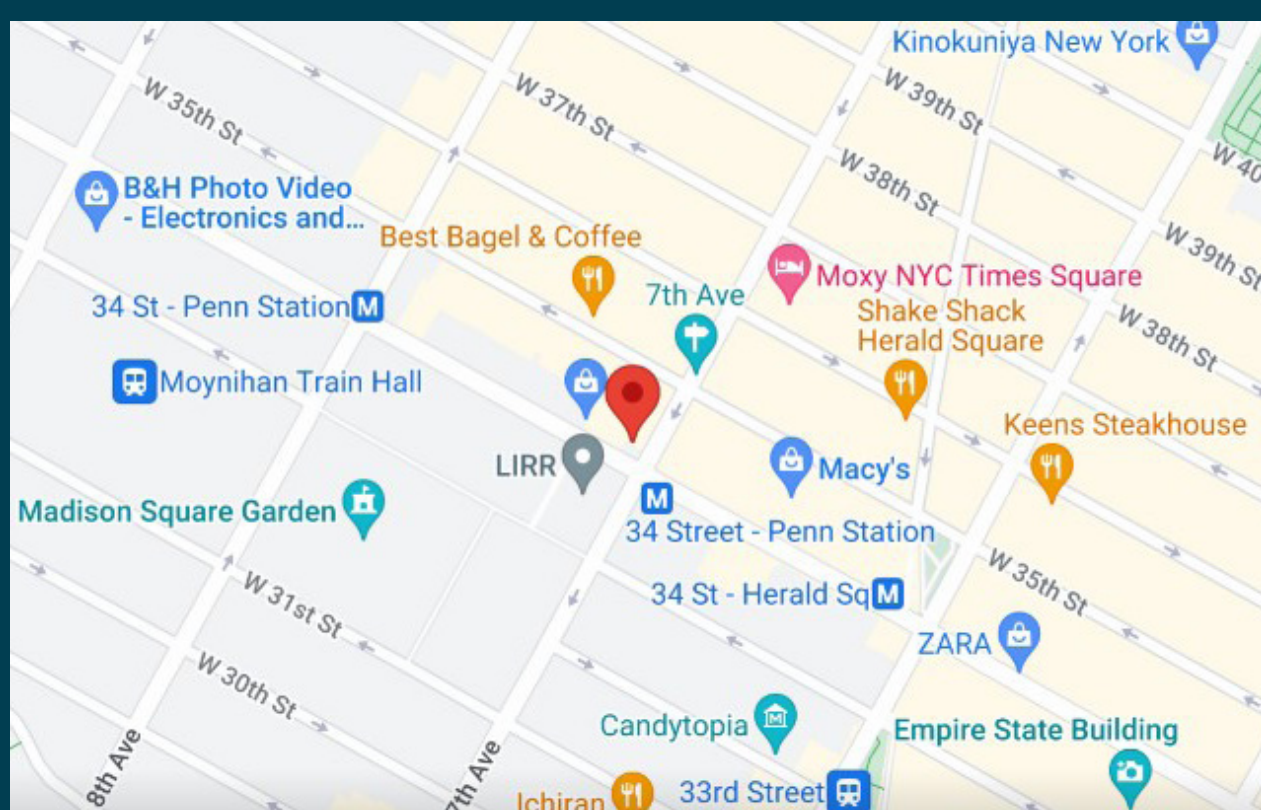 Kinokuniya New York
W 35th St
W 37th St
W 39th St
W 40
W 38th St
B&H Photo Video
- Electronics and...
Best Bagel & Coffee
W 39th St
7th Ave
Moxy NYC Times Square
34 St - Penn Station M
Shake Shack
Herald Square
W 38th St
Moynihan Train Hall
Keens Steakhouse
LIRR
Macy's
Madison Square Garden
M
34 Street - Penn Station
W 31st St
34 St - Herald Sq M
W 35th St
ZARA
W 30th St
Candytopia
M
Empire State Building
8th Ave
7th Ave
Ichiran
33rd Street